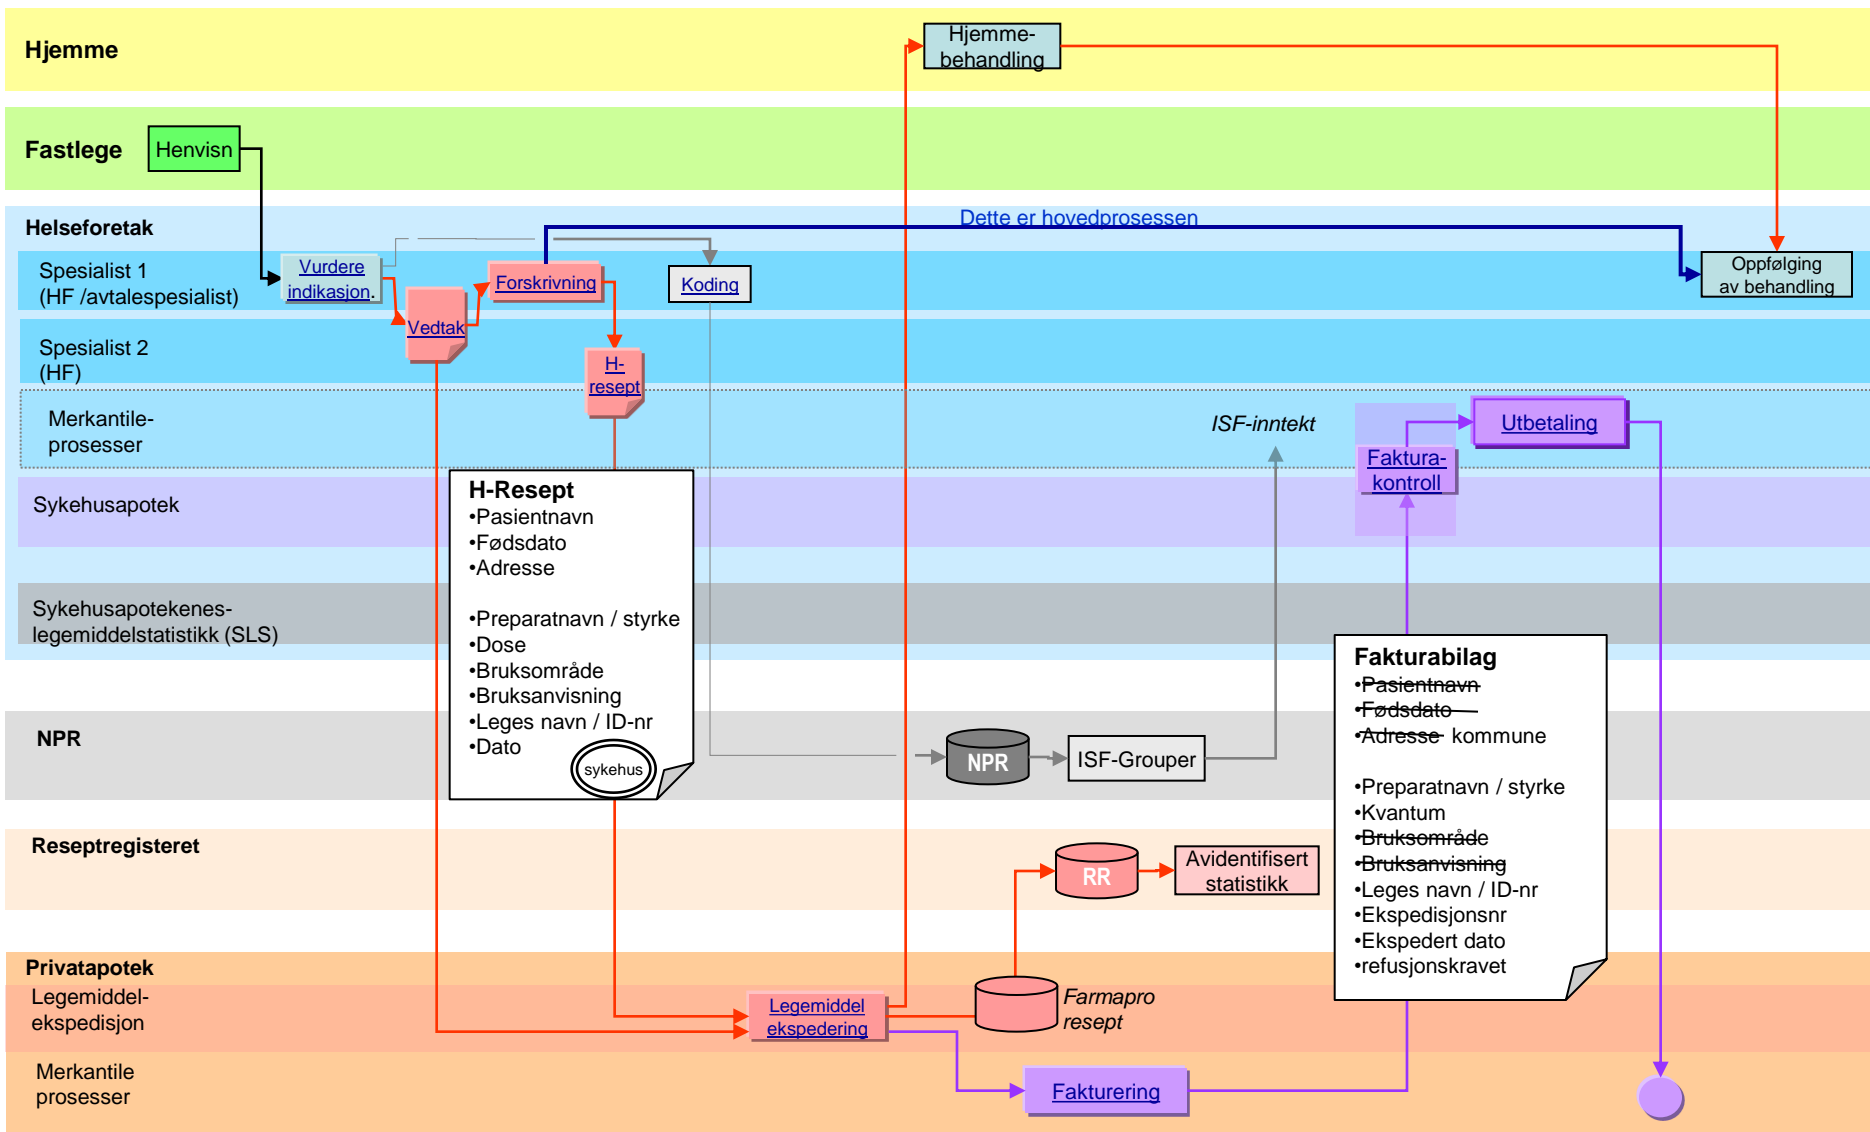 Hjemme
Hjemme-
behandling
Fastlege
Henvisn
Helseforetak
Dette er hovedprosessen
Spesialist 1
(HF /avtalespesialist)
Vurdere
indikasjon.
Vedtak
Forskrivning
Koding
Oppfølging
av behandling
Spesialist 2
(HF)
H-
resept
Merkantile-
prosesser
ISF-inntekt
Utbetaling
Faktura-
kontroll
Sykehusapotek
H-Resept
•Pasientnavn
•Fødsdato
•Adresse
•Preparatnavn / styrke
•Dose
•Bruksområde
•Bruksanvisning
•Leges navn / ID-nr
•Dato
sykehus
Sykehusapotekenes-
legemiddelstatistikk (SLS)
Fakturabilag
•Pasientnavn
•Fødsdato
•Adresse kommune
•Preparatnavn / styrke
•Kvantum
•Bruksområde
•Bruksanvisning
•Leges navn / ID-nr
•Ekspedisjonsnr
•Ekspedert dato
•refusjonskravet
NPR
NPR
ISF-Grouper
Reseptregisteret
RR
Avidentifisert
statistikk
Privatapotek
Legemiddel-
ekspedisjon
Legemiddel
ekspedering
Farmapro
resept
Merkantile
prosesser
Fakturering